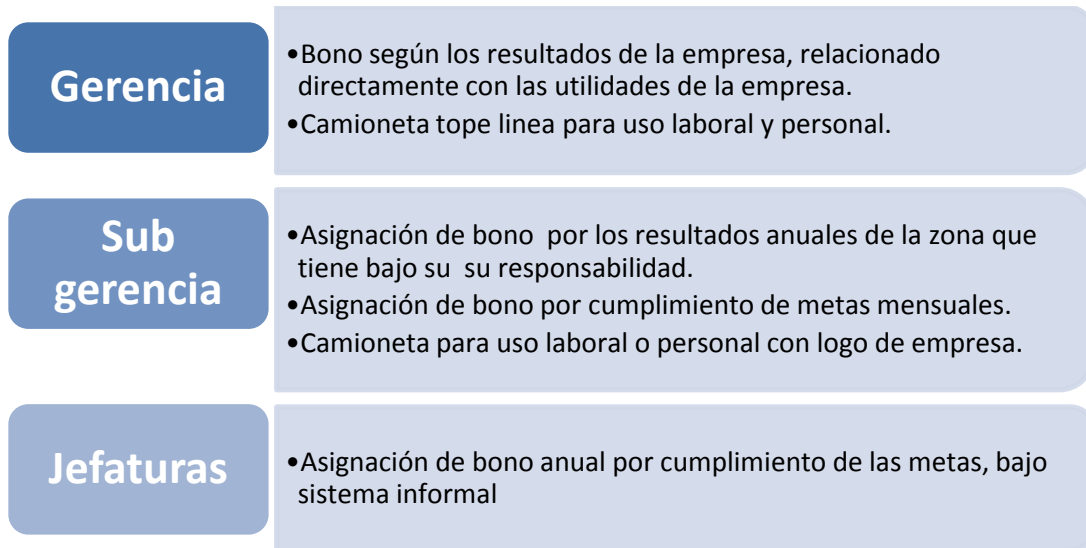 Gerencia
•Bono según los resultados de la empresa, relacionado
directamente con las utilidades de la empresa.
•Camioneta tope linea para uso laboral y personal.
Sub
gerencia
•Asignación de bono por los resultados anuales de la zona que
tiene bajo su su responsabilidad.
•Asignación de bono por cumplimiento de metas mensuales.
•Camioneta para uso laboral o personal con logo de empresa.
Jefaturas
•Asignación de bono anual por cumplimiento de las metas, bajo
sistema informal